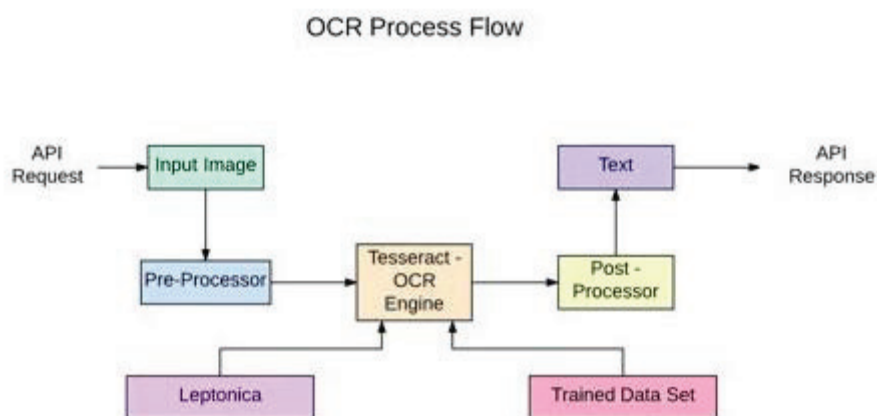 OCR Process Flow
API
Request
Input Image
Text
API
Response
Pre-Processor
Tesseract -
OCR
Engine
Post -
Processor
Leptonica
Trained Data Set